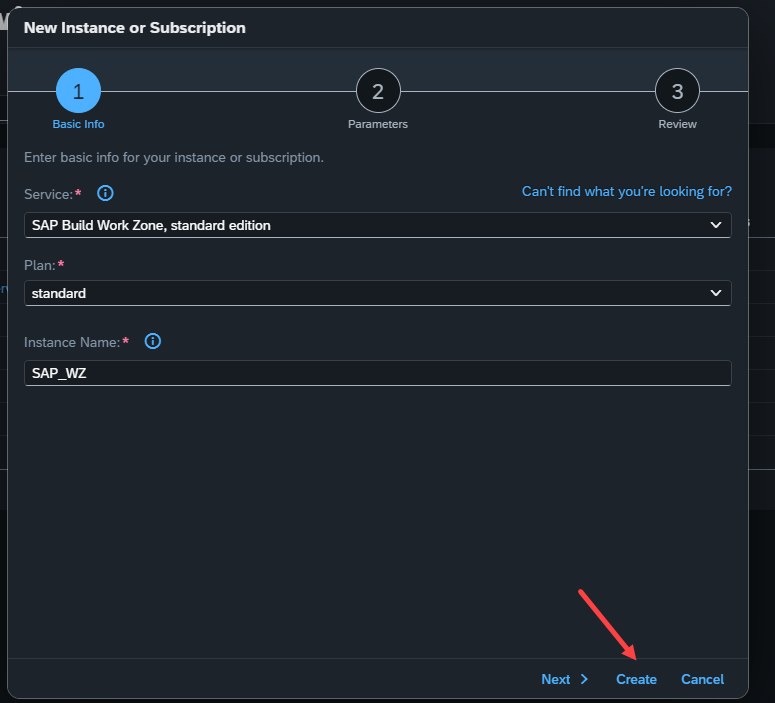 New Instance or Subscription
1
2
3
Basic Info
Parameters
Review
Enter basic info for your instance or subscription.
Service:*
Can't find what you're looking for?
SAP Build Work Zone, standard edition
Plan:*
standard
Instance Name:*
SAP_WZ
Next
Create
Cancel